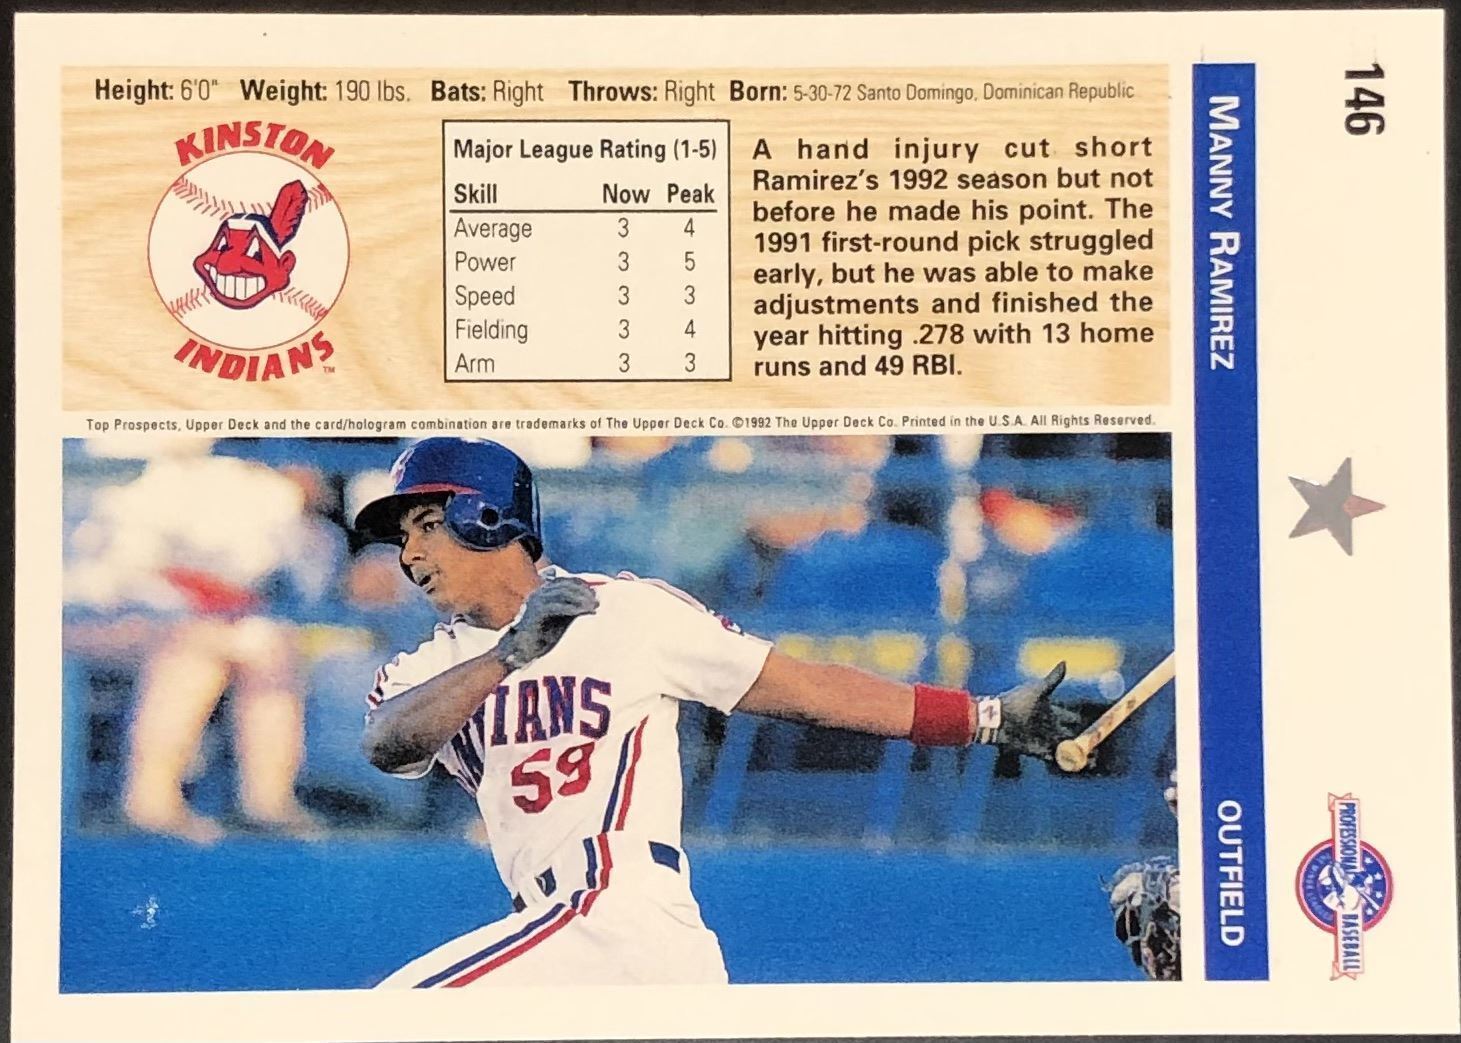 Height: 6'0" Weight: 190 lbs. Bats: Right Throws: Right Born: 5-30-72 Santo Domingo, Dominican Republic
KINSTON
INDIANS™
Major League Rating (1-5)
Skill Now Peak
Average 3 4
Power 3 5
Speed 3 3
Fielding 3 4
Arm 3 3
A hand injury cut short
Ramirez's 1992 season but not
before he made his point. The
1991 first-round pick struggled
early, but he was able to make
adjustments and finished the
year hitting .278 with 13 home
runs and 49 RBI.
Top Prospects, Upper Deck and the card/hologram combination are trademarks of The Upper Deck Co. ©1992 The Upper Deck Co. Printed in the U.S.A. All Rights Reserved.
NDIANS
59
MANNY RAMIREZ
OUTFIELD
146
PROFESSIONAL
BASEBALL